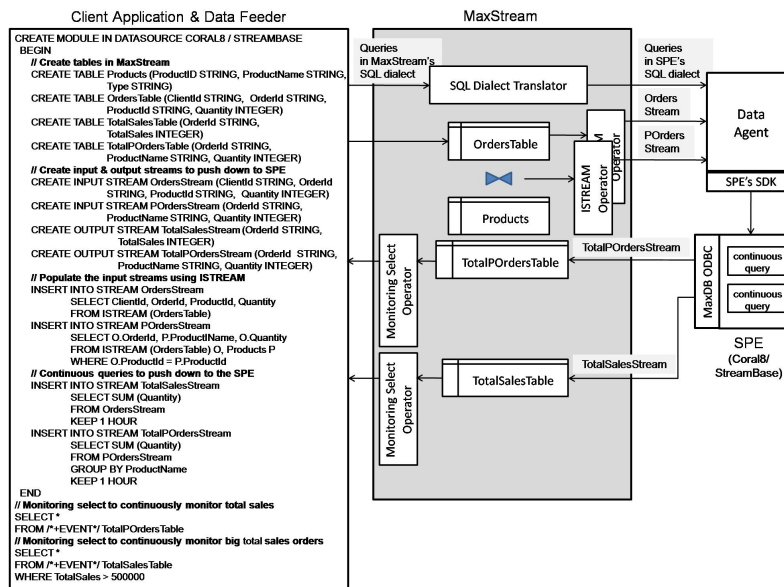 Client Application & Data Feeder
CREATE MODULE IN DATASOURCE CORAL8 / STREAMBASE
BEGIN
// Create tables in MaxStream
CREATE TABLE Products (ProductID STRING, ProductName STRING,
Type STRING)
CREATE TABLE OrdersTable (ClientId STRING, OrderId STRING,
ProductId STRING, Quantity INTEGER)
CREATE TABLE TotalSalesTable (OrderId STRING,
TotalSales INTEGER)
CREATE TABLE TotalPOrdersTable (OrderId STRING,
ProductName STRING, Quantity INTEGER)
// Create input & output streams to push down to SPE
CREATE INPUT STREAM OrdersStream (ClientId STRING, OrderId
STRING, ProductId STRING, Quantity INTEGER)
CREATE INPUT STREAM POrdersStream (OrderId STRING,
ProductName STRING, Quantity INTEGER)
CREATE OUTPUT STREAM TotalSalesStream (OrderId STRING,
TotalSales INTEGER)
CREATE OUTPUT STREAM TotalPOrdersStream (OrderId STRING,
ProductName STRING, Quantity INTEGER)
// Populate the input streams using ISTREAM
INSERT INTO STREAM OrdersStream
SELECT ClientId, OrderId, ProductId, Quantity
FROM ISTREAM (OrdersTable)
INSERT INTO STREAM POrdersStream
SELECT O.OrderId, P.ProductIName, O.Quantity
FROM ISTREAM (OrdersTable) O, Products P
WHERE O.ProductId = P.ProductId
// Continuous queries to push down to the SPE
INSERT INTO STREAM TotalSalesStream
SELECT SUM (Quantity)
FROM OrdersStream
KEEP 1 HOUR
INSERT INTO STREAM TotalPOrdersStream
SELECT SUM (Quantity)
FROM POrdersStream
GROUP BY ProductName
KEEP 1 HOUR
END
// Monitoring select to continuously monitor total sales
SELECT *
FROM /*+EVENT*/ TotalPOrdersTable
// Monitoring select to continuously monitor big total sales orders
SELECT *
FROM /*+EVENT*/ TotalSalesTable
WHERE TotalSales > 500000
MaxStream
Queries
in MaxStream's
SQL dialect
SQL Dialect Translator
Queries
in SPE's
SQL dialect
OrdersTable
Orders
Stream
POrders
Stream
M
Operator
ISTREAM
Operator
Products
Data
Agent
SPE's SDK
Monitoring Select
Operator
TotalPOrdersTable
TotalPOrdersStream
MaxDB ODBC
continuous
query
continuous
query
SPE
(Coral8/
StreamBase)
Monitoring Select
Operator
TotalSalesTable
TotalSalesStream